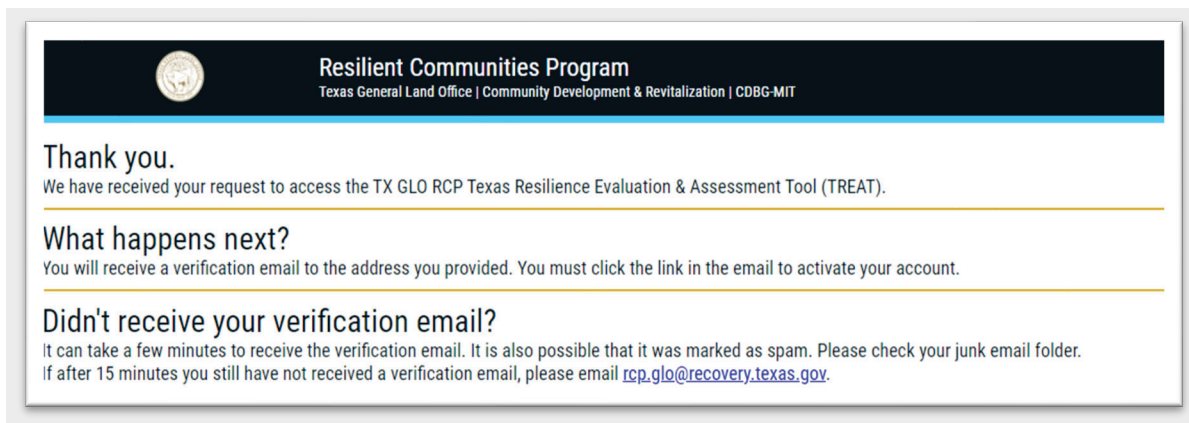 Resilient Communities Program
Texas General Land Office | Community Development & Revitalization | CDBG-MIT
Thank you.
We have received your request to access the TX GLO RCP Texas Resilience Evaluation & Assessment Tool (TREAT).
What happens next?
You will receive a verification email to the address you provided. You must click the link in the email to activate your account.
Didn't receive your verification email?
It can take a few minutes to receive the verification email. It is also possible that it was marked as spam. Please check your junk email folder.
If after 15 minutes you still have not received a verification email, please email rcp.glo@recovery.texas.gov.